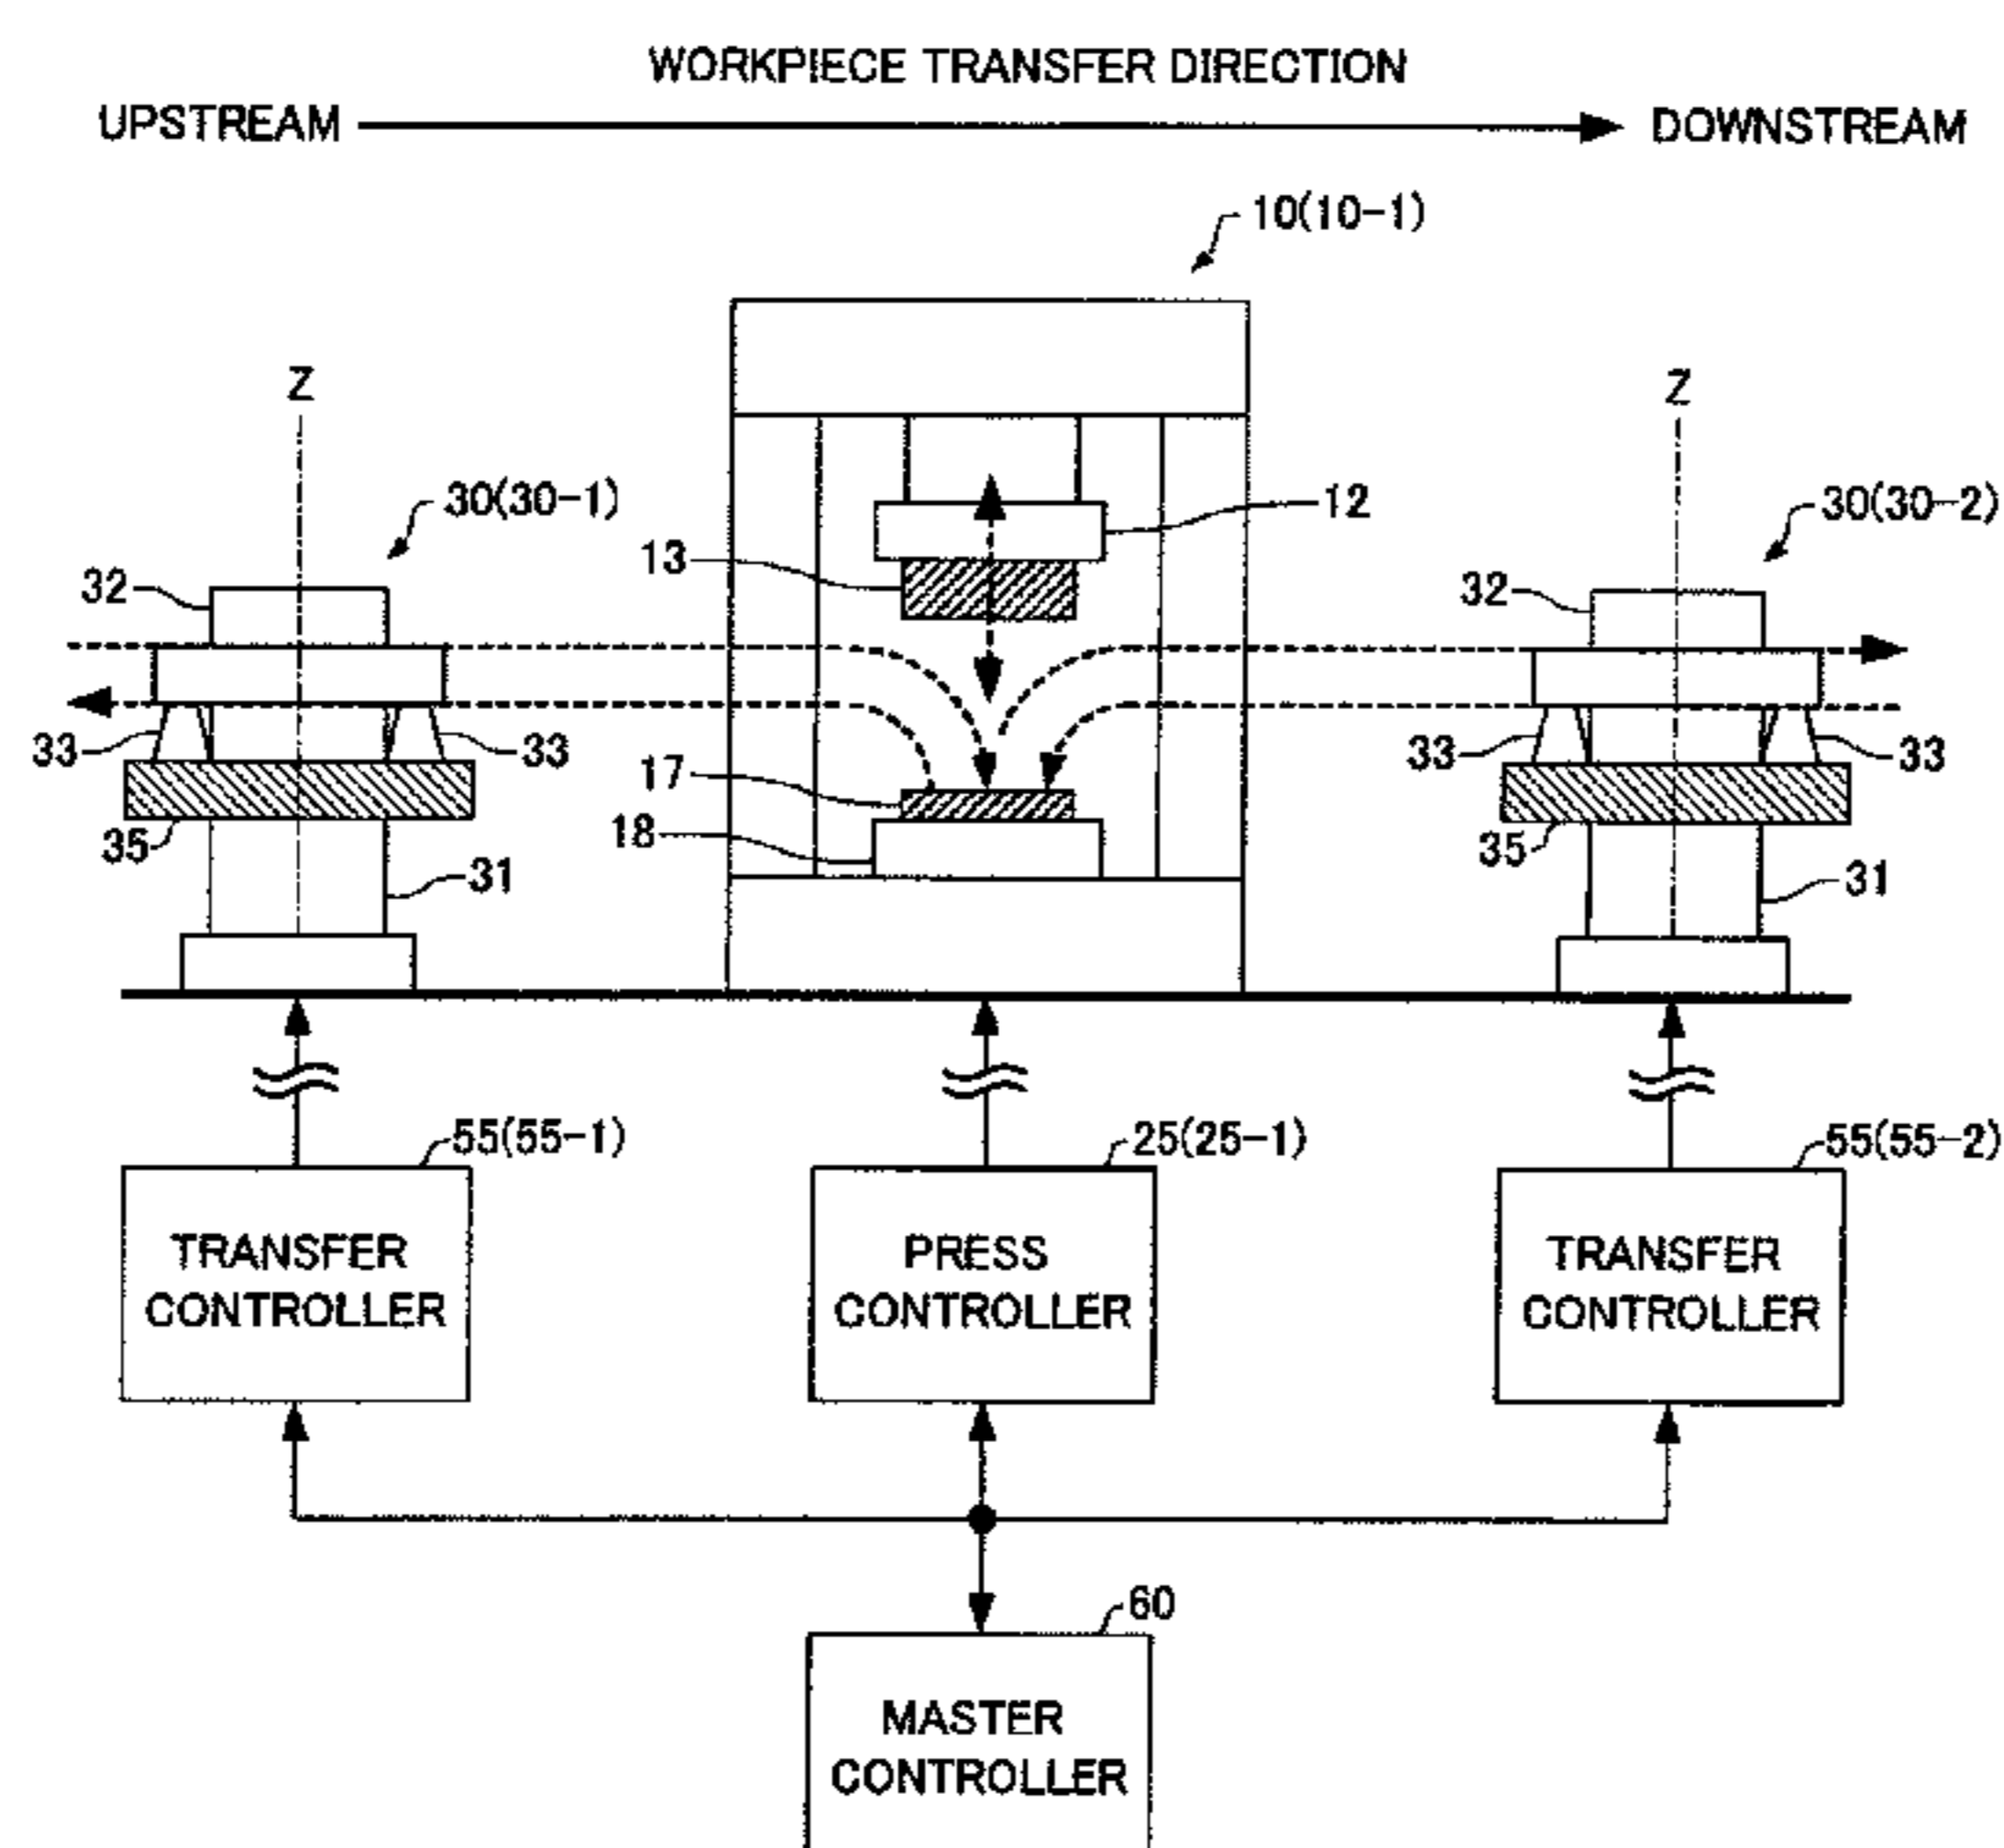 WORKPIECE TRANSFER DIRECTION
UPSTREAM DOWNSTREAM
10(10-1)
Z Z
30(30-1) 12 30(30-2)
13
32 32
33 33 17 33 33
35 18 35
31 31
55(55-1) 25(25-1) 55(55-2)
TRANSFER
CONTROLLER
PRESS
CONTROLLER
TRANSFER
CONTROLLER
60
MASTER
CONTROLLER